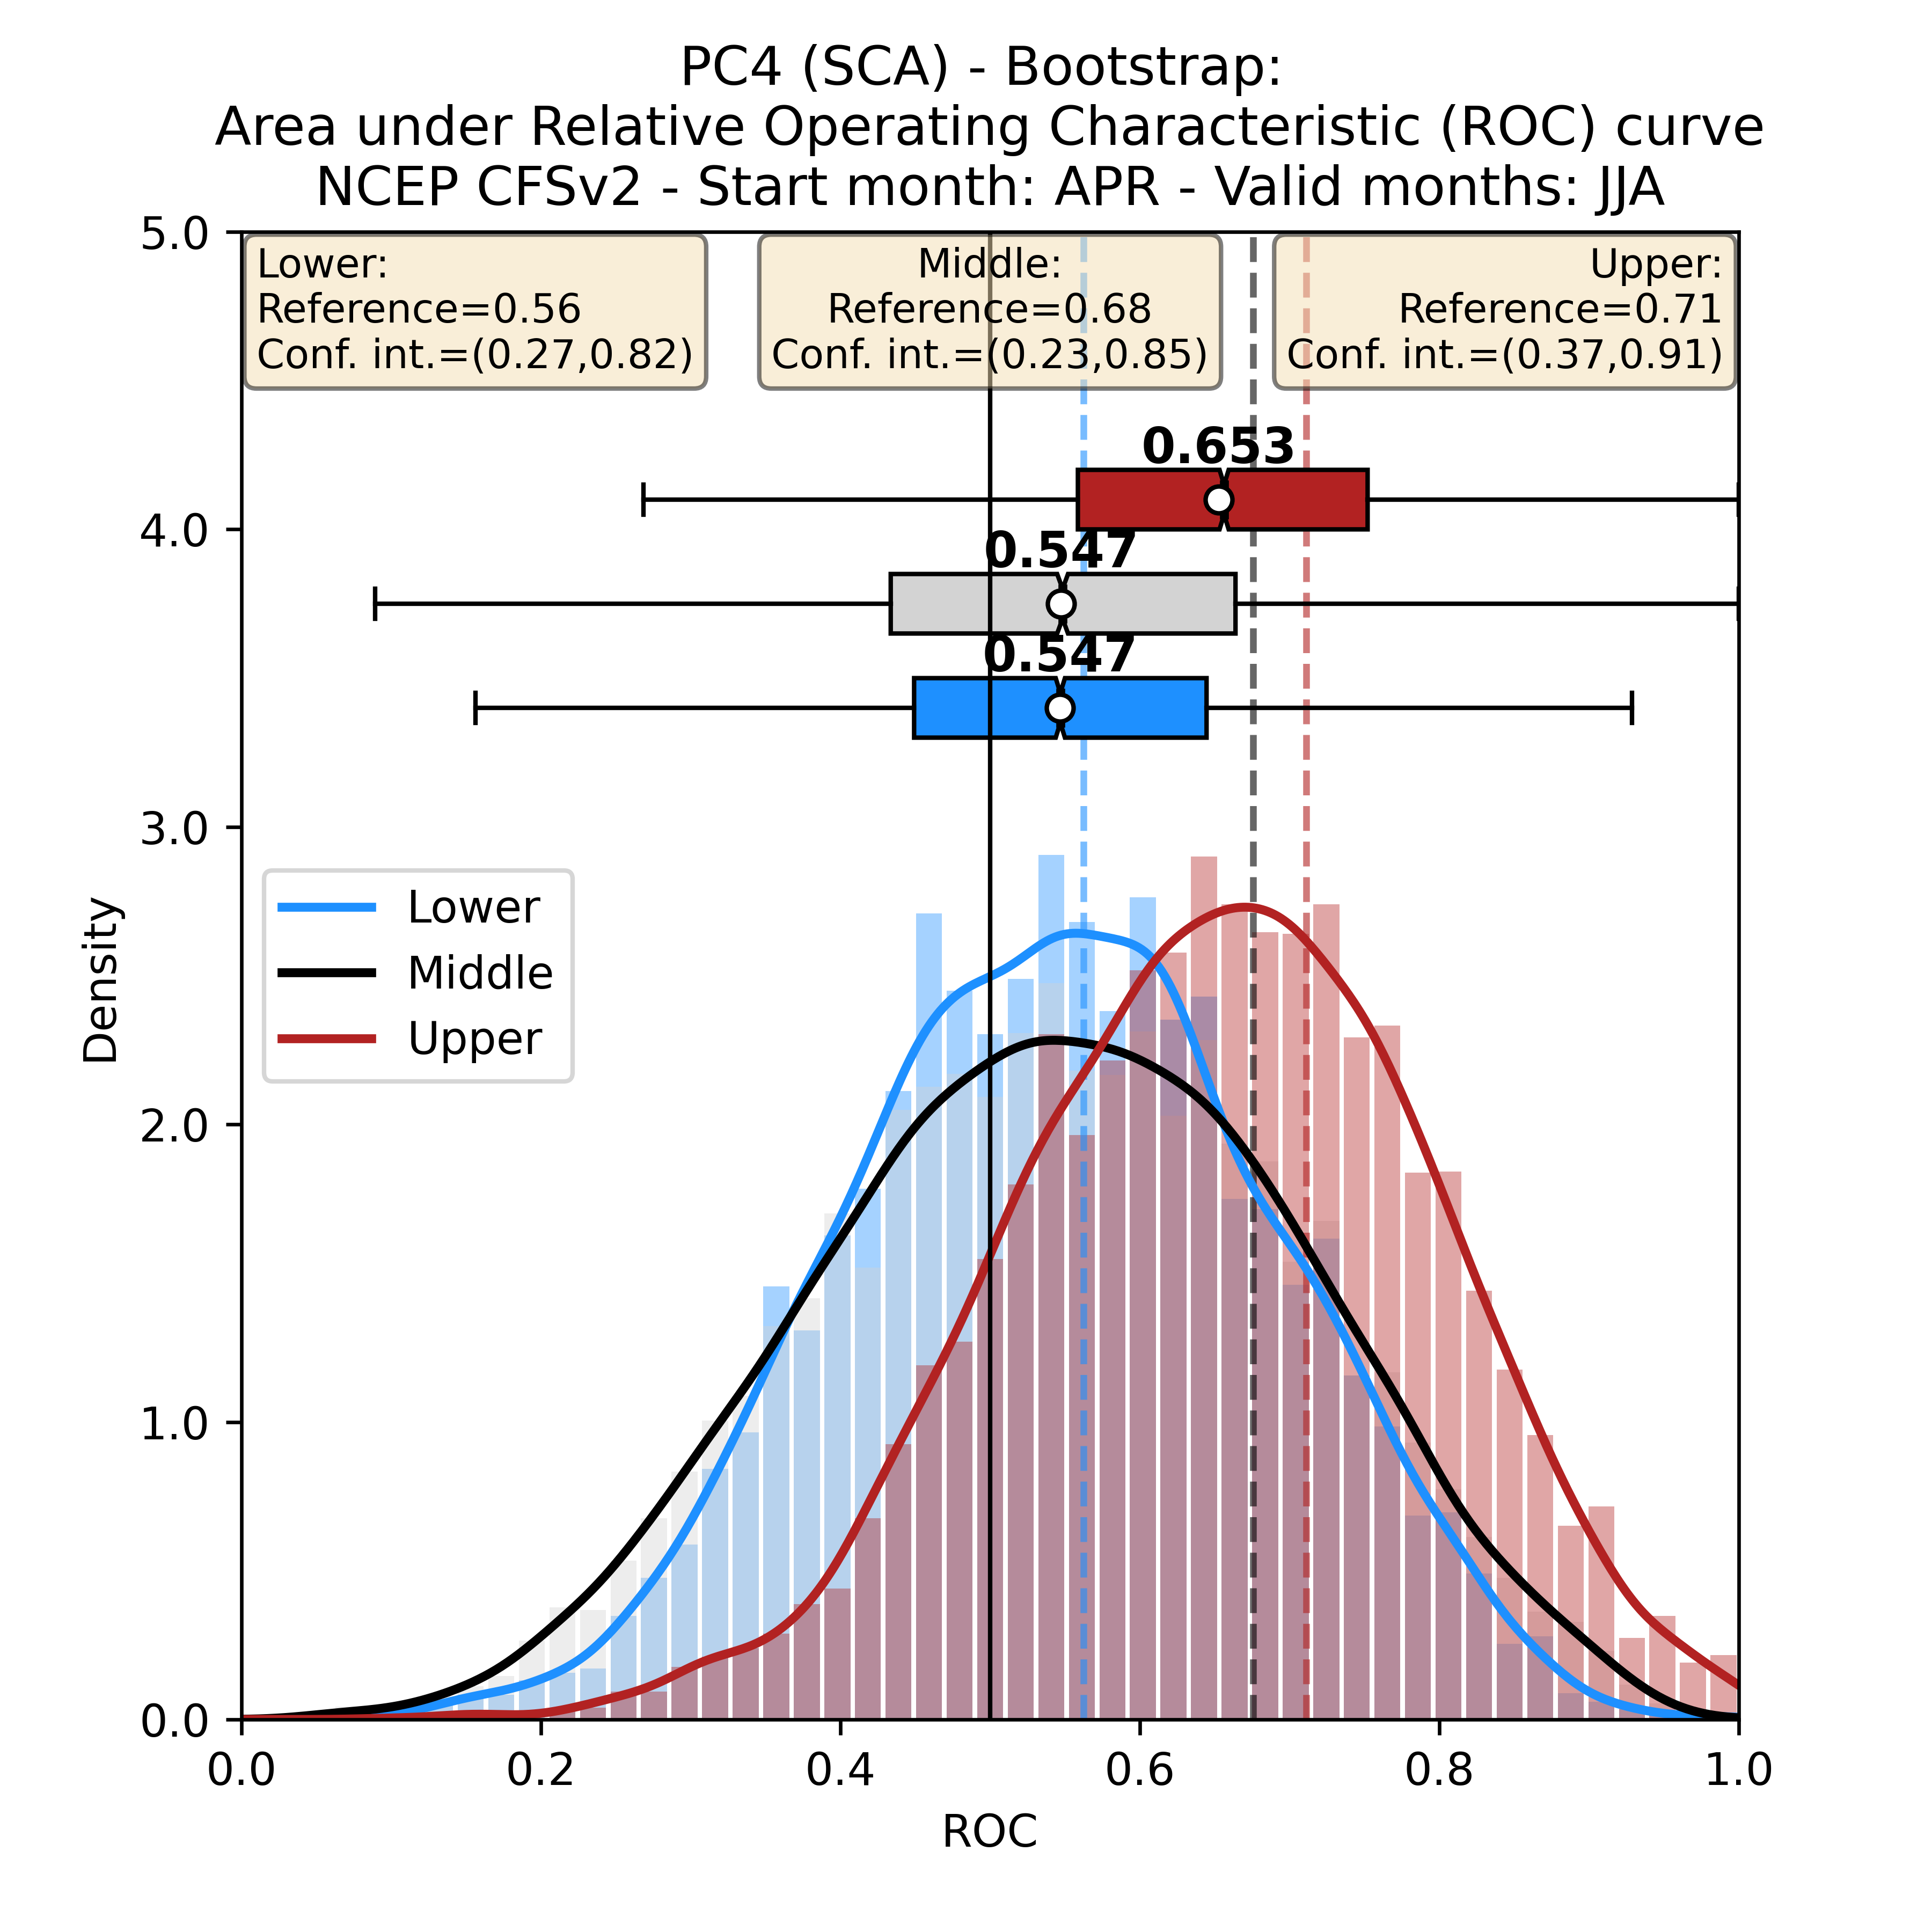 PC4 (SCA) - Bootstrap:
Area under Relative Operating Characteristic (ROC) curve
NCEP CFSv2 - Start month: APR - Valid months: JJA
Lower:
Reference=0.56
Conf. int.=(0.27,0.82)
Middle:
Reference=0.68
Conf. int.=(0.23,0.85)
Upper:
Reference=0.71
Conf. int.=(0.37,0.91)
0.653
0.547
0.547
5.0
4.0
3.0
2.0
1.0
0.0
Density
Lower
Middle
Upper
0.0 0.2 0.4 0.6 0.8 1.0
ROC